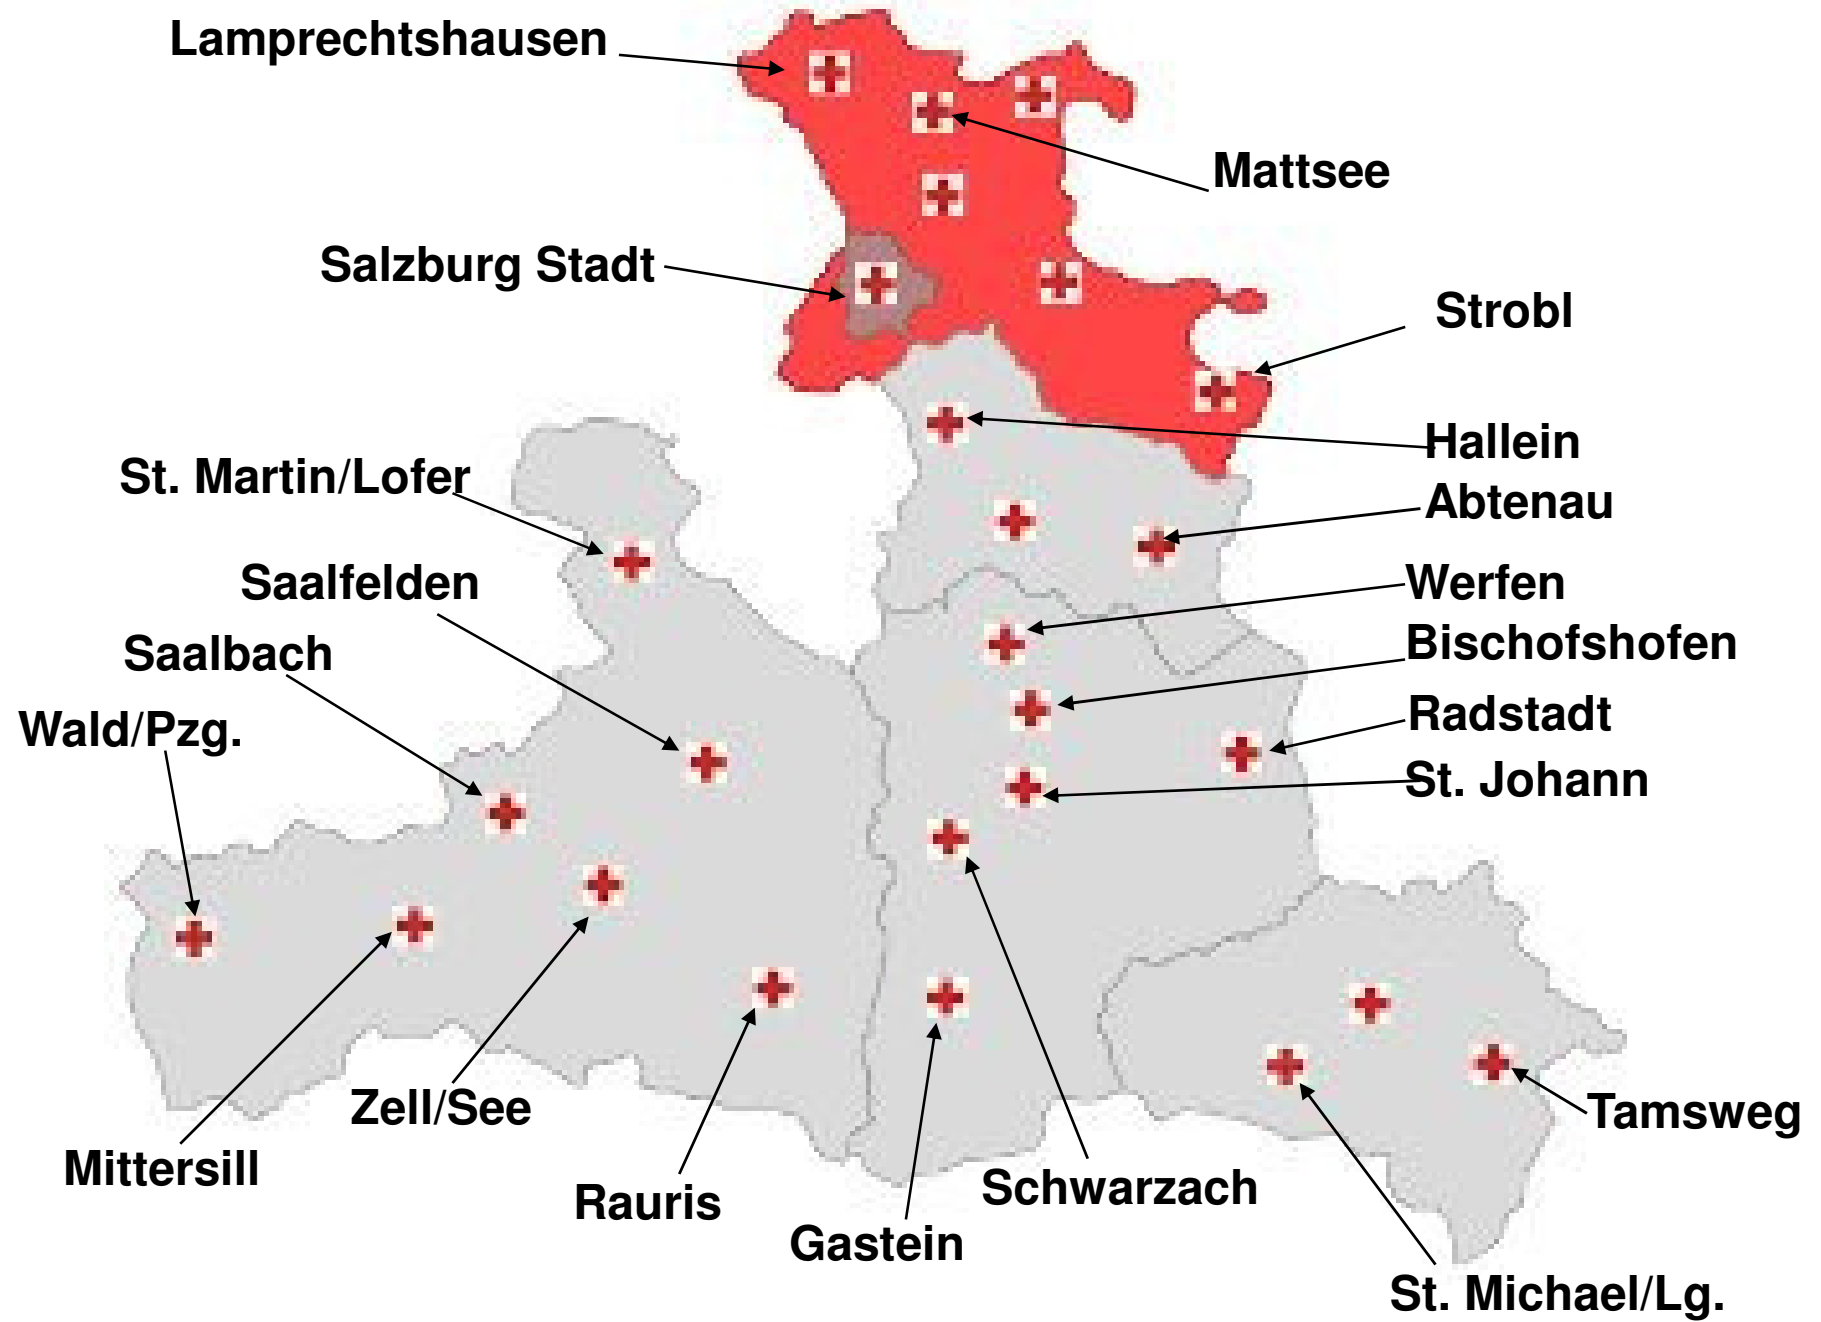 Lamprechtshausen
Mattsee
Salzburg Stadt
Strobl
Hallein
St. Martin/Lofer
Abtenau
Saalfelden
Werfen
Saalbach
Bischofshofen
Wald/Pzg.
Radstadt
St. Johann
Zell/See
Tamsweg
Mittersill
Rauris
Schwarzach
Gastein
St. Michael/Lg.